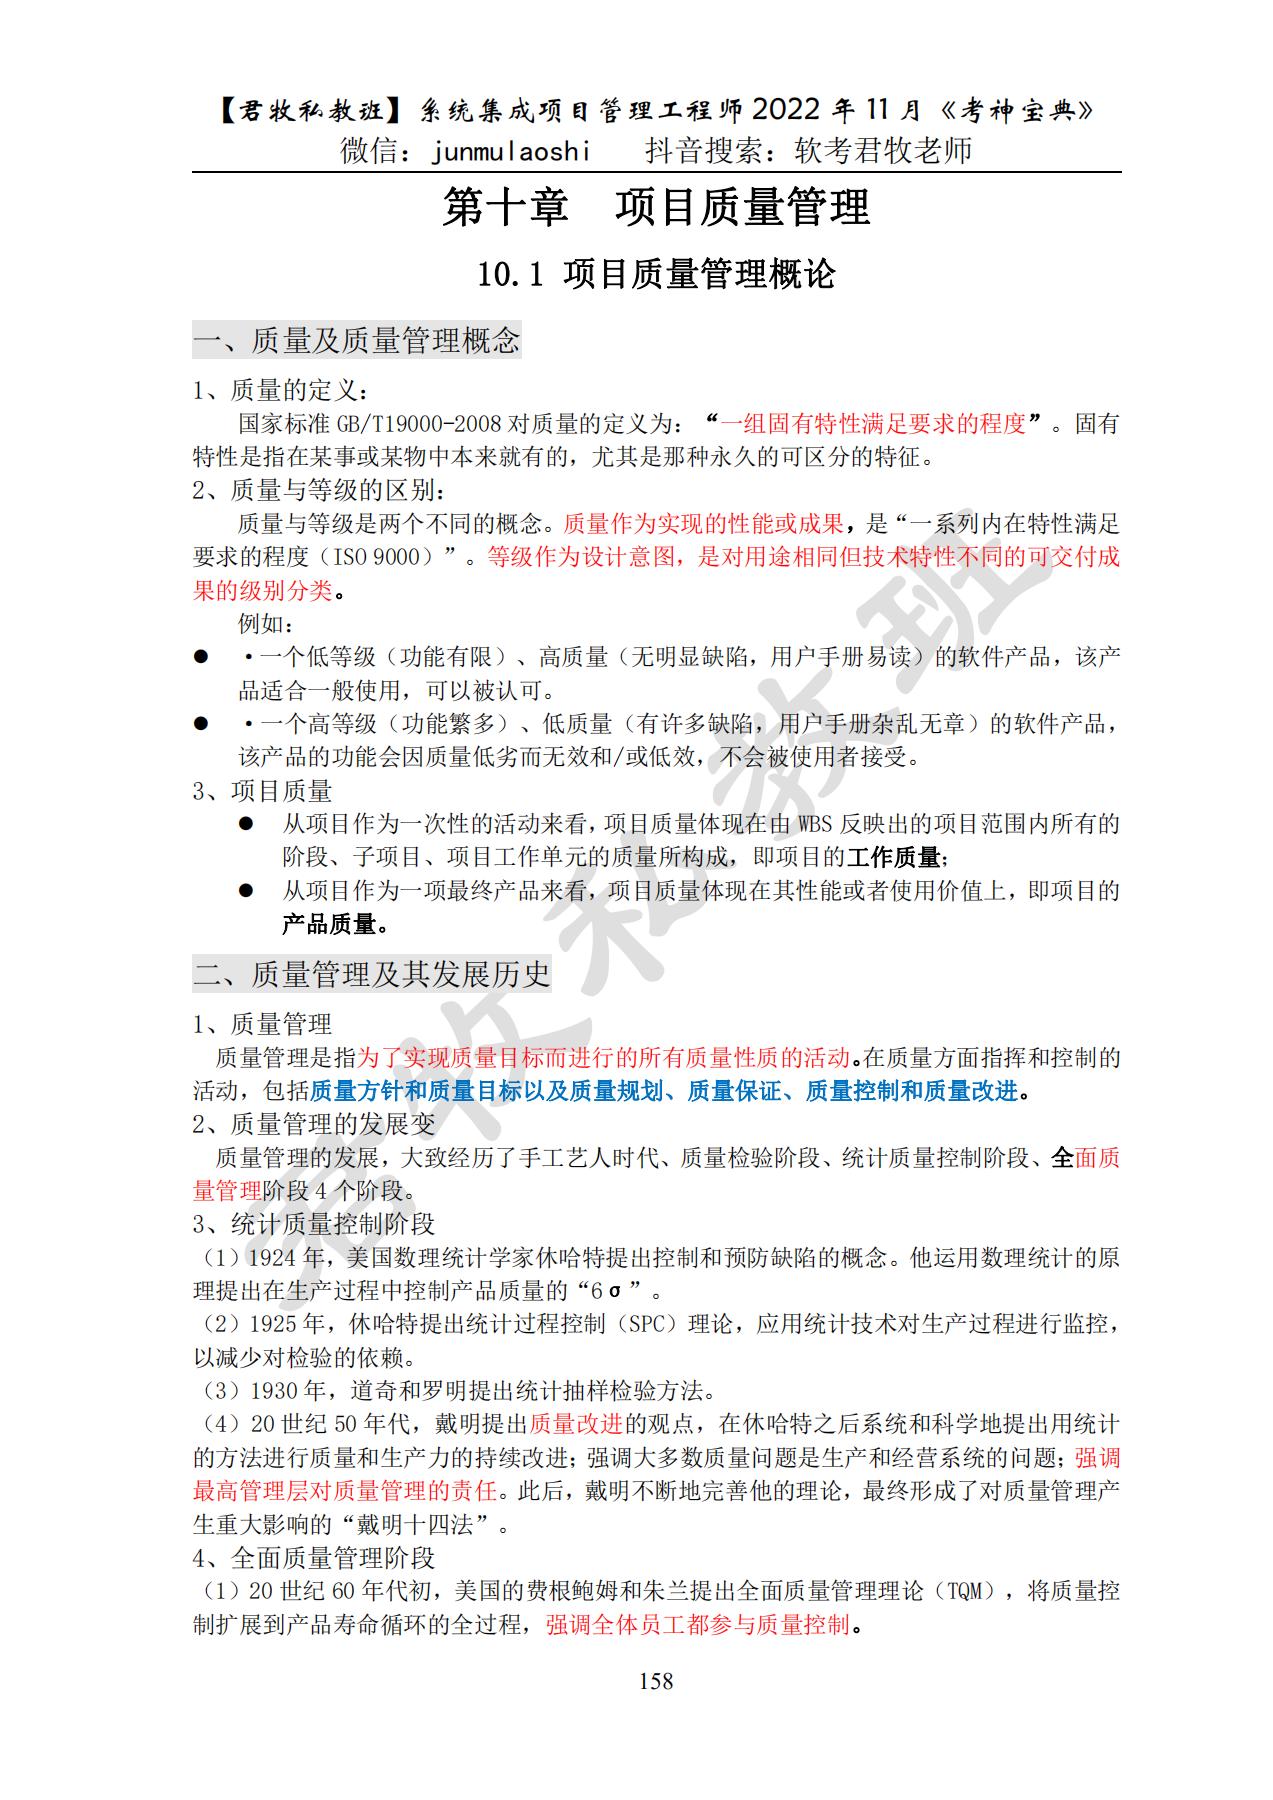 【君牧私教班】系统集成项目管理工程师 2022 年 11 月《考神宝典》
微信：junmulaoshi 抖音搜索：软考君牧老师
第十章 项目质量管理
10.1 项目质量管理概论
一、质量及质量管理概念
1、质量的定义：
国家标准 GB/T19000-2008 对质量的定义为：“一组固有特性满足要求的程度”。固有
特性是指在某事或某物中本来就有的，尤其是那种永久的可区分的特征。
2、质量与等级的区别：
质量与等级是两个不同的概念。质量作为实现的性能或成果，是“一系列内在特性满足
要求的程度（ISO 9000）”。等级作为设计意图，是对用途相同但技术特性不同的可交付成
果的级别分类。
例如：
● ·一个低等级（功能有限）、高质量（无明显缺陷，用户手册易读）的软件产品，该产
品适合一般使用，可以被认可。
● ·一个高等级（功能繁多）、低质量（有许多缺陷，用户手册杂乱无章）的软件产品，
该产品的功能会因质量低劣而无效和/或低效，不会被使用者接受。
3、项目质量
● 从项目作为一次性的活动来看，项目质量体现在由 WBS 反映出的项目范围内所有的
阶段、子项目、项目工作单元的质量所构成，即项目的工作质量；
● 从项目作为一项最终产品来看，项目质量体现在其性能或者使用价值上，即项目的
产品质量。
二、质量管理及其发展历史
1、质量管理
质量管理是指为了实现质量目标而进行的所有质量性质的活动。在质量方面指挥和控制的
活动，包括质量方针和质量目标以及质量规划、质量保证、质量控制和质量改进。
2、质量管理的发展变
质量管理的发展，大致经历了手工艺人时代、质量检验阶段、统计质量控制阶段、全面质
量管理阶段 4 个阶段。
3、统计质量控制阶段
（1）1924 年，美国数理统计学家休哈特提出控制和预防缺陷的概念。他运用数理统计的原
理提出在生产过程中控制产品质量的“6σ”。
（2）1925 年，休哈特提出统计过程控制（SPC）理论，应用统计技术对生产过程进行监控，
以减少对检验的依赖。
（3）1930 年，道奇和罗明提出统计抽样检验方法。
（4）20 世纪 50 年代，戴明提出质量改进的观点，在休哈特之后系统和科学地提出用统计
的方法进行质量和生产力的持续改进；强调大多数质量问题是生产和经营系统的问题；强调
最高管理层对质量管理的责任。此后，戴明不断地完善他的理论，最终形成了对质量管理产
生重大影响的“戴明十四法”。
4、全面质量管理阶段
（1）20 世纪 60 年代初，美国的费根鲍姆和朱兰提出全面质量管理理论（TQM），将质量控
制扩展到产品寿命循环的全过程，强调全体员工都参与质量控制。
158
君牧私教班